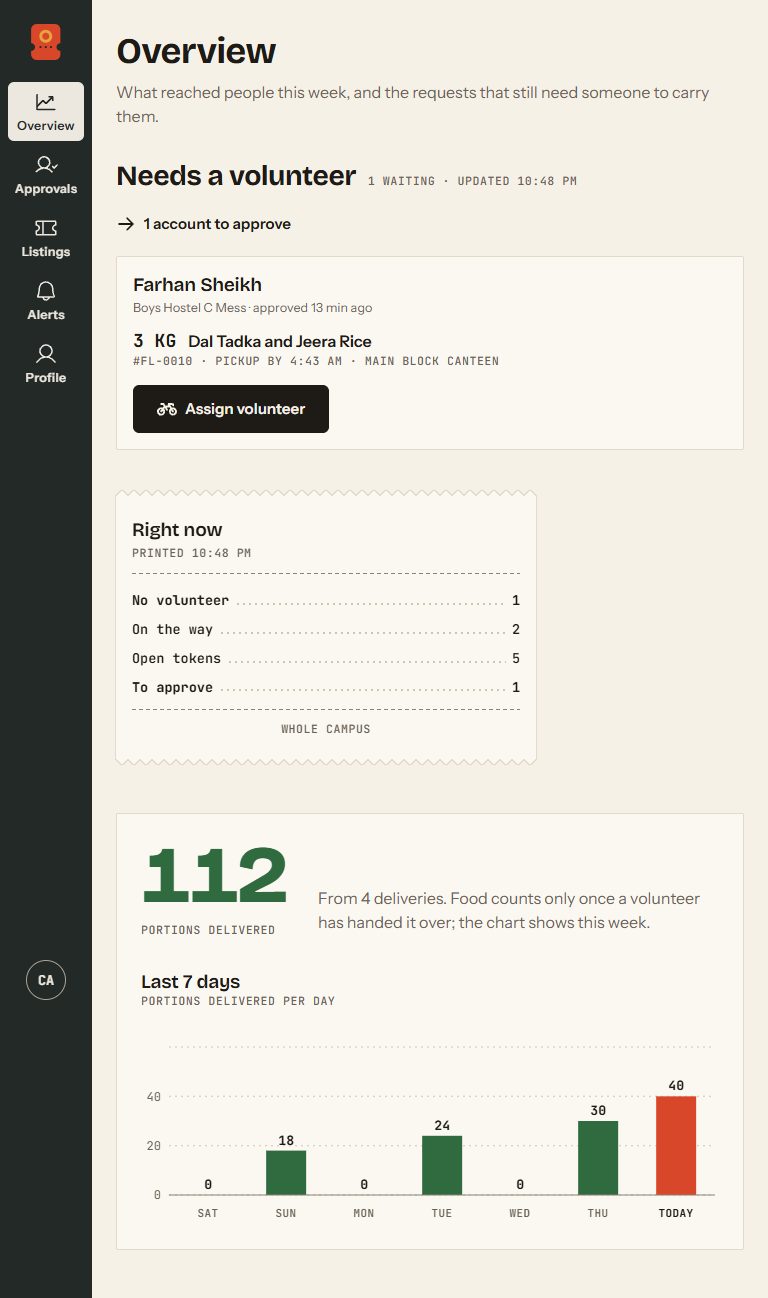 Overview
What reached people this week, and the requests that still need someone to carry
them.
Needs a volunteer 1 WAITING · UPDATED 10:48 PM
→ 1 account to approve
Farhan Sheikh
Boys Hostel C Mess · approved 13 min ago
3 KG Dal Tadka and Jeera Rice
#FL-0010 · PICKUP BY 4:43 AM · MAIN BLOCK CANTEEN
Assign volunteer
Right now
PRINTED 10:48 PM
No volunteer 1
On the way 2
Open tokens 5
To approve 1
WHOLE CAMPUS
112
PORTIONS DELIVERED
From 4 deliveries. Food counts only once a volunteer
has handed it over; the chart shows this week.
Last 7 days
PORTIONS DELIVERED PER DAY
40
20
0
0 18 0 24 0 30 40
SAT SUN MON TUE WED THU TODAY
Overview
Approvals
Listings
Alerts
Profile
CA